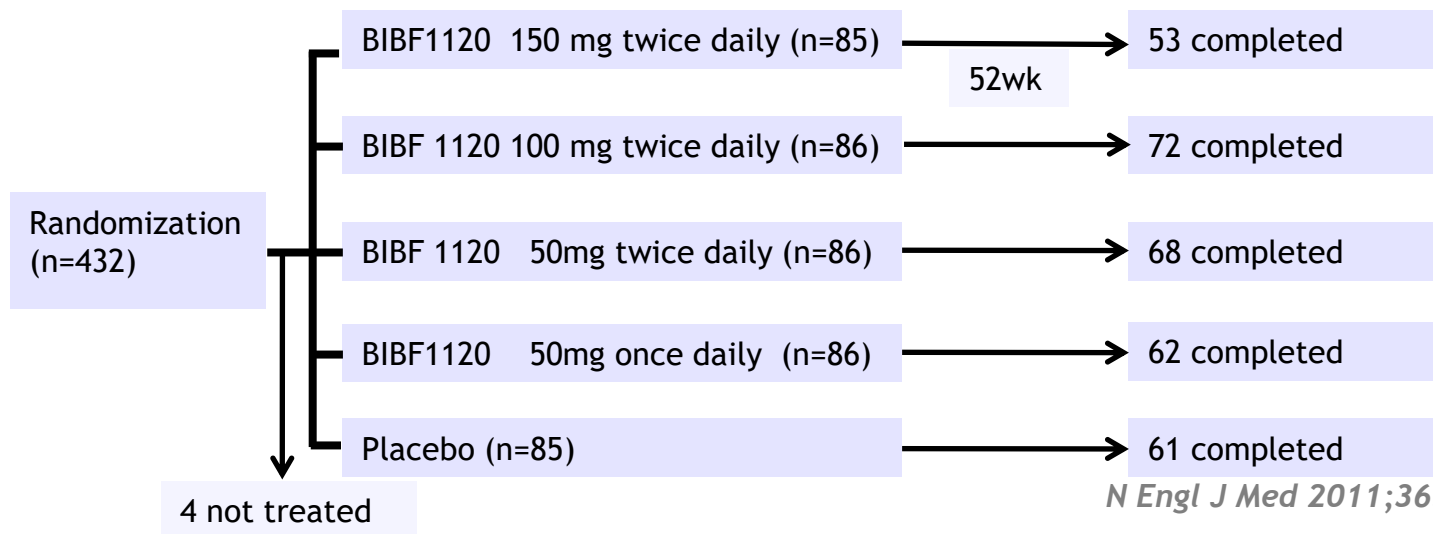 BIBF1120 150 mg twice daily (n=85)
53 completed
52wk
BIBF 1120 100 mg twice daily (n=86)
72 completed
Randomization
(n=432)
BIBF 1120 50mg twice daily (n=86)
68 completed
BIBF1120 50mg once daily (n=86)
62 completed
Placebo (n=85)
61 completed
4 not treated
N Engl J Med 2011;36